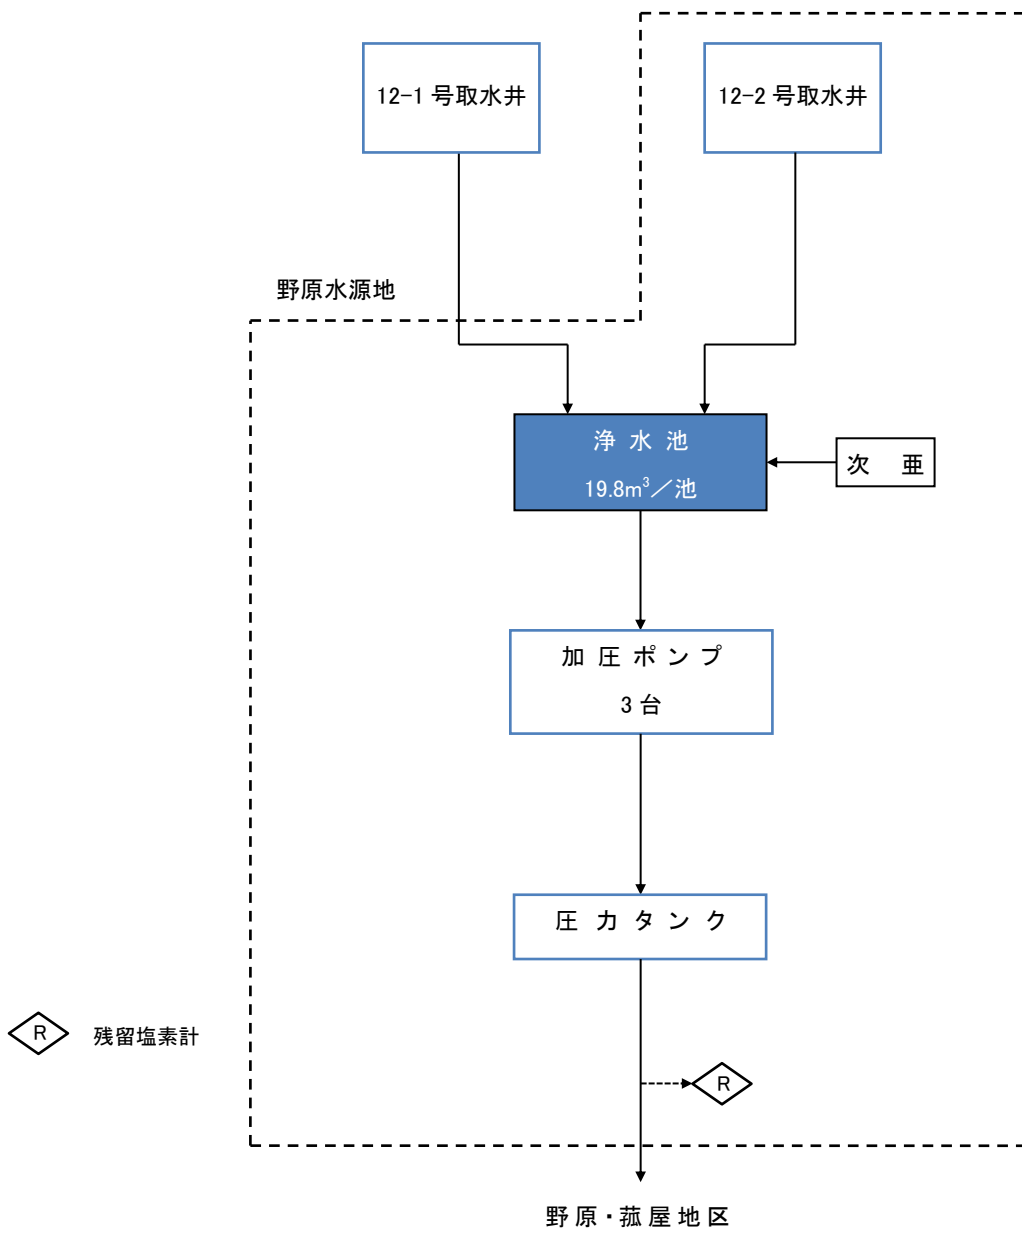 12-1 号取水井
12-2 号取水井
野原水源地
浄 水 池
19.8m³／池
次 亜
加 圧 ポ ン プ
3 台
圧 力 タ ン ク
R
残留塩素計
R
野 原・菰 屋 地 区